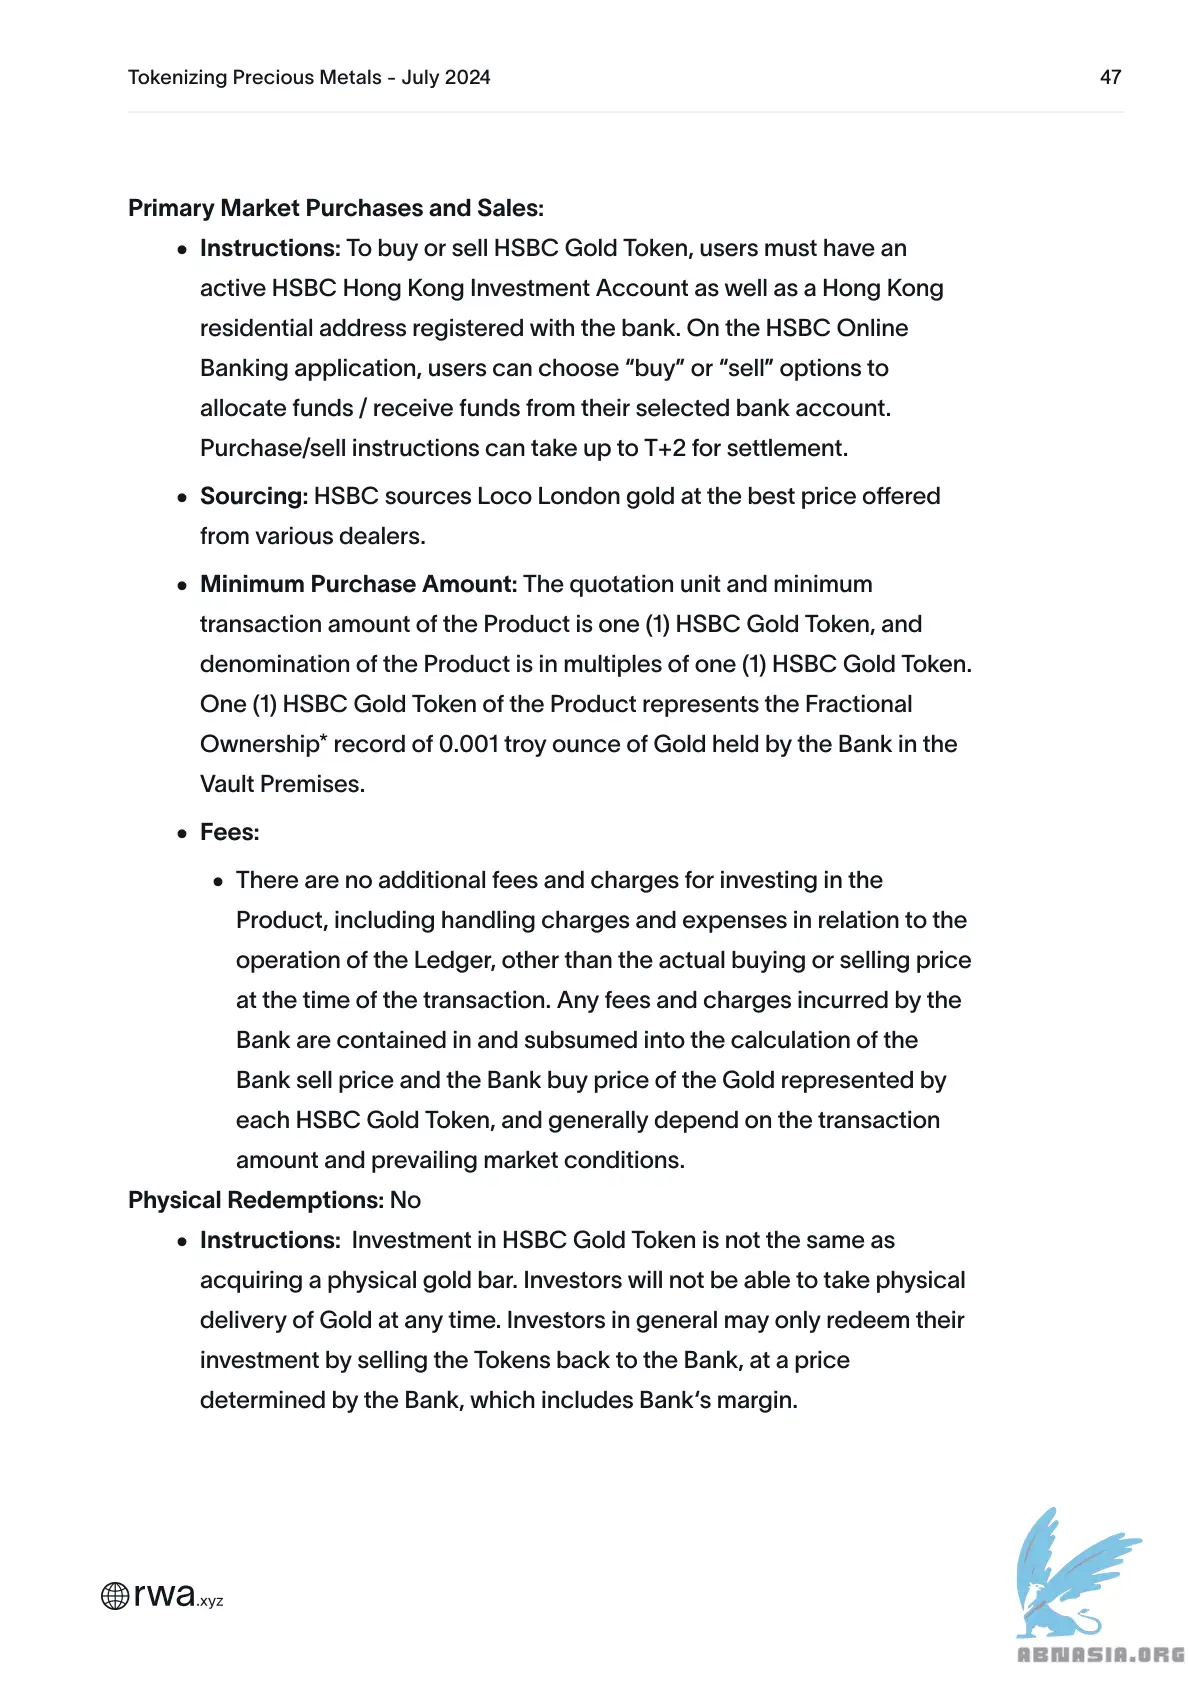 Tokenizing Precious Metals - July 2024
47
Primary Market Purchases and Sales:
• Instructions: To buy or sell HSBC Gold Token, users must have an
active HSBC Hong Kong Investment Account as well as a Hong Kong
residential address registered with the bank. On the HSBC Online
Banking application, users can choose “buy” or “sell” options to
allocate funds / receive funds from their selected bank account.
Purchase/sell instructions can take up to T+2 for settlement.
• Sourcing: HSBC sources Loco London gold at the best price offered
from various dealers.
• Minimum Purchase Amount: The quotation unit and minimum
transaction amount of the Product is one (1) HSBC Gold Token, and
denomination of the Product is in multiples of one (1) HSBC Gold Token.
One (1) HSBC Gold Token of the Product represents the Fractional
Ownership* record of 0.001 troy ounce of Gold held by the Bank in the
Vault Premises.
• Fees:
• There are no additional fees and charges for investing in the
Product, including handling charges and expenses in relation to the
operation of the Ledger, other than the actual buying or selling price
at the time of the transaction. Any fees and charges incurred by the
Bank are contained in and subsumed into the calculation of the
Bank sell price and the Bank buy price of the Gold represented by
each HSBC Gold Token, and generally depend on the transaction
amount and prevailing market conditions.
Physical Redemptions: No
• Instructions:  Investment in HSBC Gold Token is not the same as
acquiring a physical gold bar. Investors will not be able to take physical
delivery of Gold at any time. Investors in general may only redeem their
investment by selling the Tokens back to the Bank, at a price
determined by the Bank, which includes Bank‘s margin.
rwa.xyz
ABNASIA.ORG